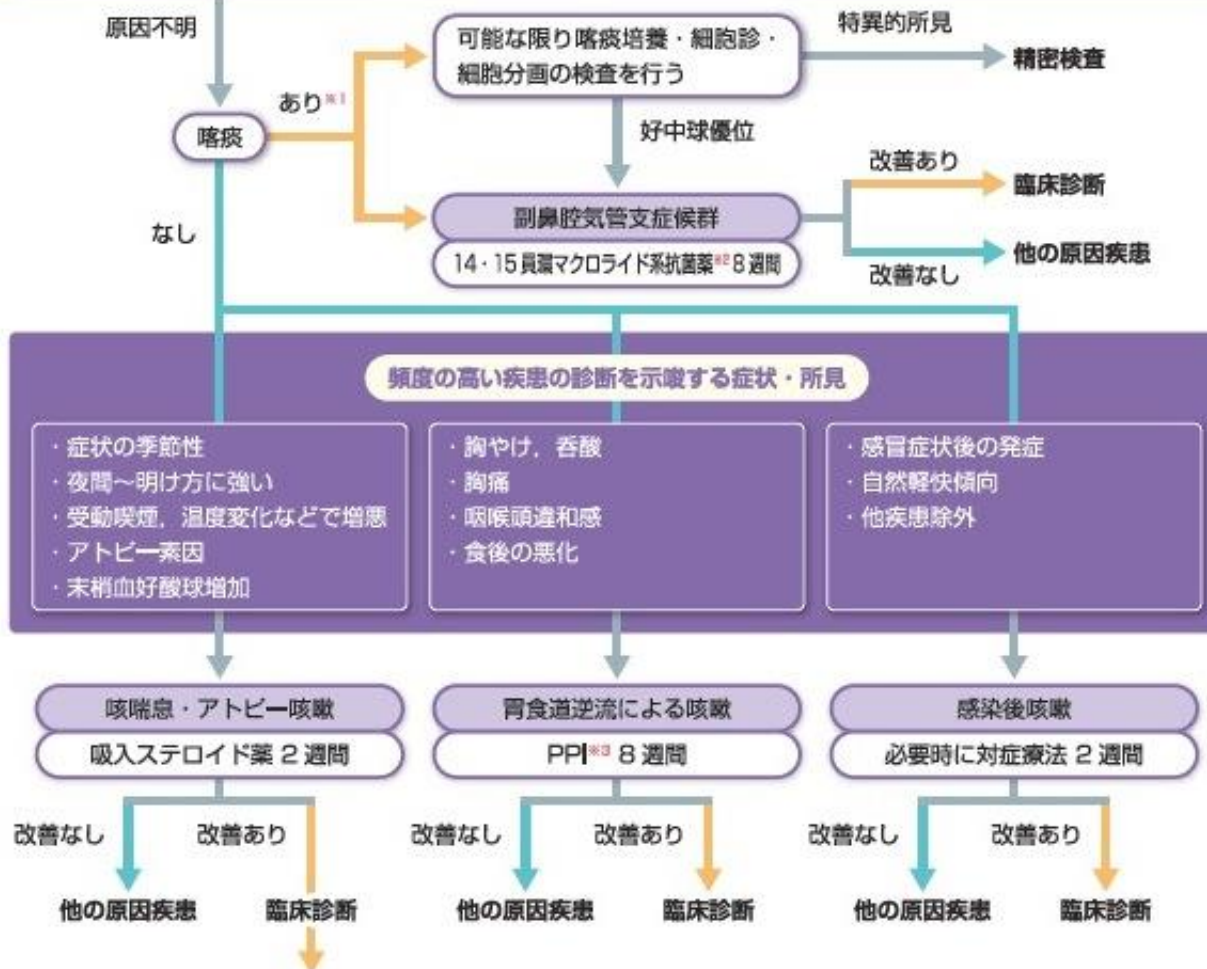 原因不明
喀痰
あり※1
なし
可能な限り喀痰培養・細胞診・
細胞分画の検査を行う
特異的所見
精密検査
好中球優位
副鼻腔気管支症候群
14・15員環マクロライド系抗菌薬※2 8週間
改善あり
臨床診断
改善なし
他の原因疾患
頻度の高い疾患の診断を示唆する症状・所見
・症状の季節性
・夜間〜明け方に強い
・受動喫煙，温度変化などで増悪
・アトピー素因
・末梢血好酸球増加
・胸やけ，呑酸
・胸痛
・咽喉頭違和感
・食後の悪化
・感冒症状後の発症
・自然軽快傾向
・他疾患除外
咳喘息・アトピー咳嗽
吸入ステロイド薬 2 週間
改善なし
改善あり
他の原因疾患
臨床診断
胃食道逆流による咳嗽
PPI※3 8 週間
改善なし
改善あり
他の原因疾患
臨床診断
感染後咳嗽
必要時に対症療法 2 週間
改善なし
改善あり
他の原因疾患
臨床診断